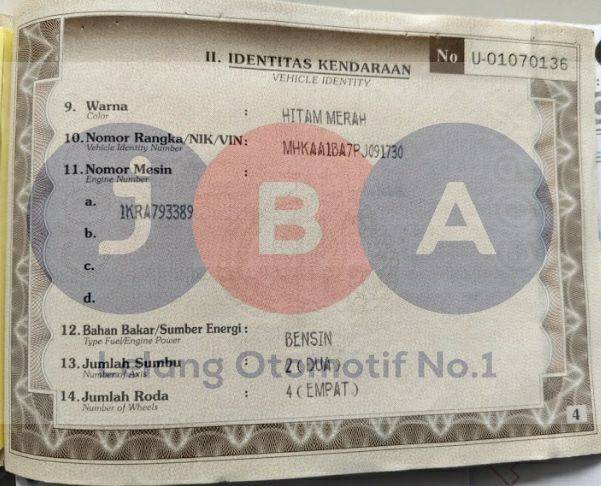 II. IDENTITAS KENDARAAN
VEHICLE IDENTITY
No U-01070136
9. Warna : HITAM MERAH
Color
10. Nomor Rangka/NIK/VIN: MHKAA1BA7PJ091730
Vehicle Identity Number
11. Nomor Mesin :
Engine Number
a. 1KRA793389
b.
c.
d.
12. Bahan Bakar/Sumber Energi: BENSIN
Type Fuel/Engine Power
13. Jumlah Sumbu : 2 (DUA)
Number of Axis
14. Jumlah Roda : 4 (EMPAT)
Number of Wheels
4
JBA
Lelang Otomotif No.1